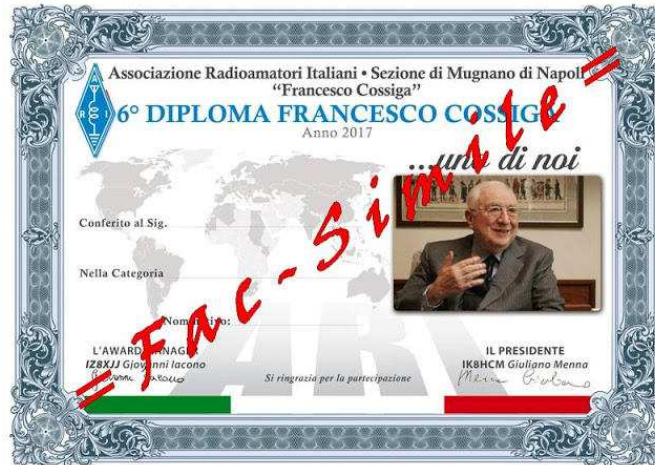 Associazione Radioamatori Italiani • Sezione di Mugnano di Napoli
“Francesco Cossiga”
A
R I
6° DIPLOMA FRANCESCO COSSIGA
Anno 2017
...uno di noi
Conferito al Sig.
Nella Categoria
Nominativo:
= Fac-Simile =
ARI
L'AWARD MANAGER
IZ8XJJ Giovanni Iacono
Si ringrazia per la partecipazione
IL PRESIDENTE
IK8HCM Giuliano Menna